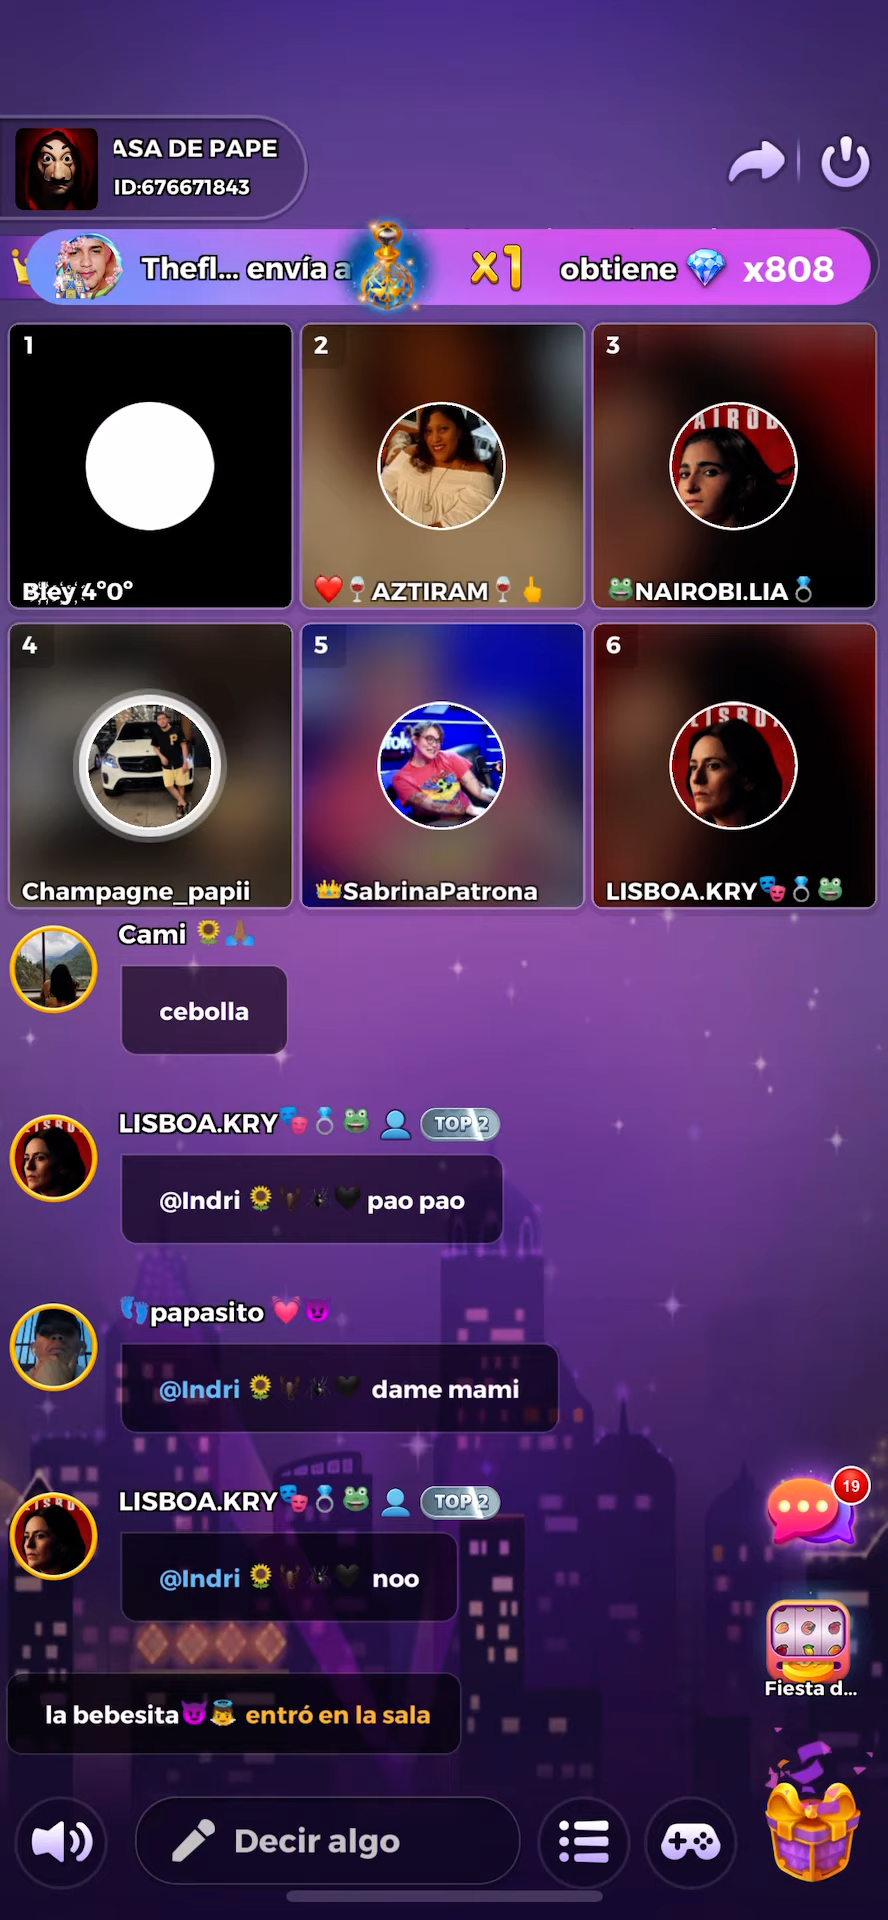 ASA DE PAPE
ID:676671843
Thefl... envía a x1 obtiene x808
1
2
3
Bley 4°0°
❤️🍷AZTIRAM🍷👆
🐸NAIROBI.LIA💍
4
5
6
Champagne_papii
👑SabrinaPatrona
LISBOA.KRY🎭💍🐸
Cami 🌻🙏🏾
cebolla
LISBOA.KRY🎭💍🐸 👤 TOP 2
@Indri 🌻 🕷️🖤 pao pao
👣papasito 💓😈
@Indri 🌻 🕷️🖤 dame mami
LISBOA.KRY🎭💍🐸 👤 TOP 2
@Indri 🌻 🕷️🖤 noo
19
Fiesta d...
la bebesita😈👼 entró en la sala
Decir algo